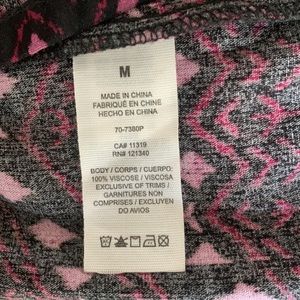 M
MADE IN CHINA
FABRIQUÉ EN CHINE
HECHO EN CHINA
70-7380P
CA# 11319
RN# 121340
BODY / CORPS / CUERPO:
100% VISCOSE / VISCOSA
EXCLUSIVE OF TRIMS /
GARNITURES NON
COMPRISES / EXCLUYEN
DO AVIOS